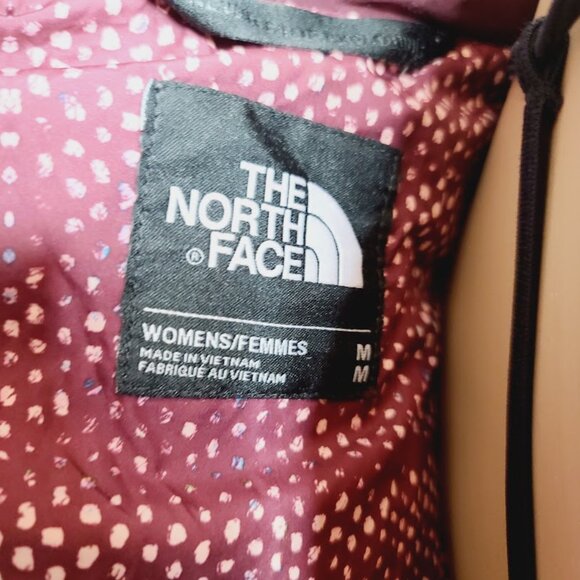 THE
NORTH
® FACE
WOMENS/FEMMES M
MADE IN VIETNAM
FABRIQUÉ AU VIETNAM M